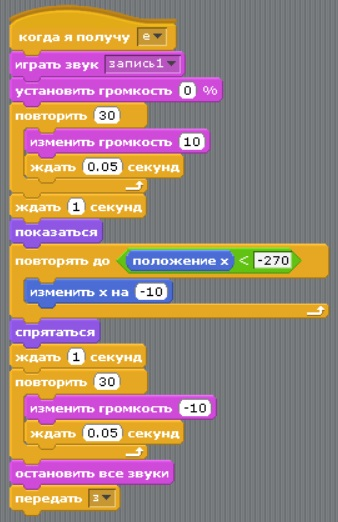 когда я получу е
играть звук запись1
установить громкость 0 %
повторить 30
изменить громкость 10
ждать 0.05 секунд
ждать 1 секунд
показаться
повторять до положение х < -270
изменить х на -10
спрятаться
ждать 1 секунд
повторить 30
изменить громкость -10
ждать 0.05 секунд
остановить все звуки
передать з